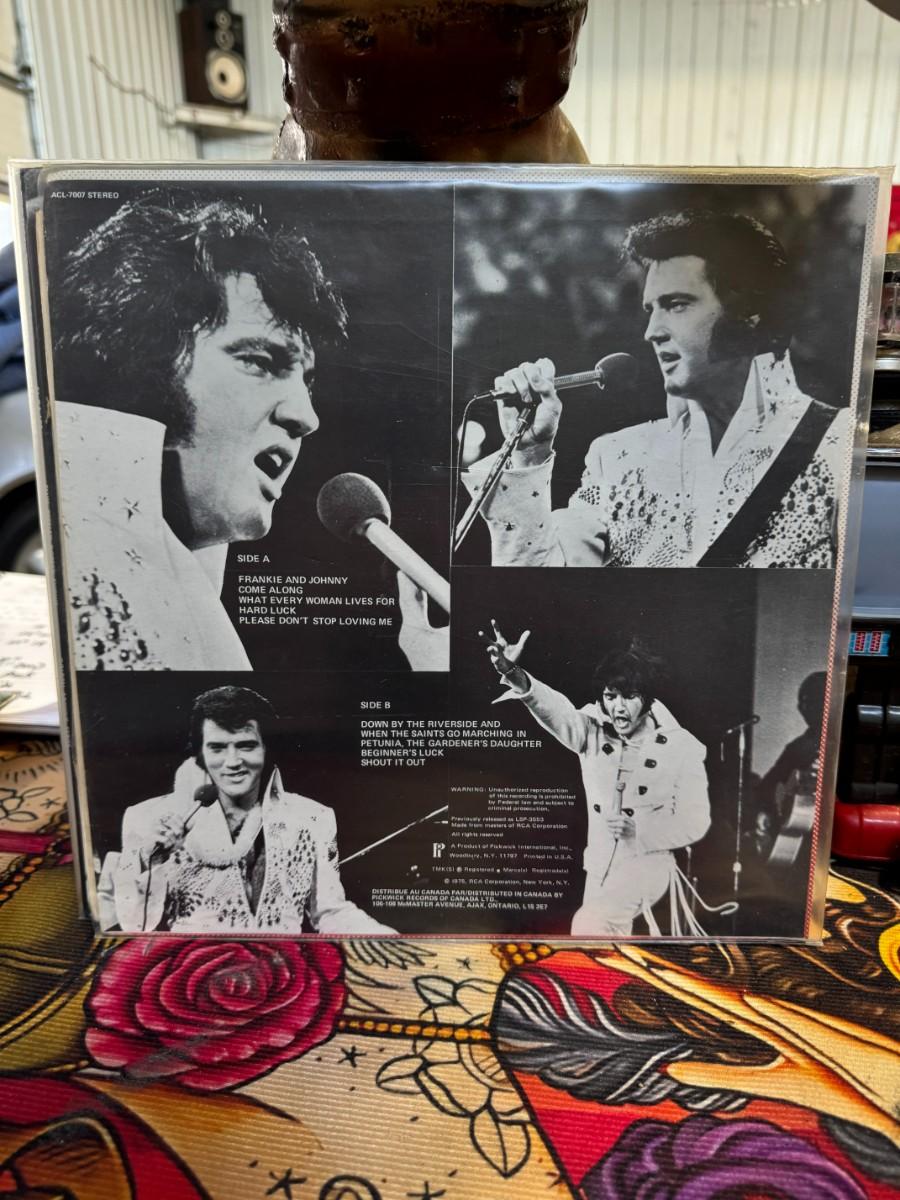 ACL-7007 STEREO
SIDE A
FRANKIE AND JOHNNY
COME ALONG
WHAT EVERY WOMAN LIVES FOR
HARD LUCK
PLEASE DON'T STOP LOVING ME
SIDE B
DOWN BY THE RIVERSIDE AND
WHEN THE SAINTS GO MARCHING IN
PETUNIA, THE GARDENER'S DAUGHTER
BEGINNER'S LUCK
SHOUT IT OUT
WARNING: Unauthorized reproduction
of this recording is prohibited
by Federal law and subject to
criminal prosecution.
Previously released as LSP-3553
Made from masters of RCA Corporation
All rights reserved
A Product of Pickwick International, Inc.,
Woodbury, N.Y. 11797 Printed in U.S.A.
TMK(S) ® Registered • Marca(s) Registrada(s)
© 1976, RCA Corporation, New York, N.Y.
DISTRIBUE AU CANADA PAR/DISTRIBUTED IN CANADA BY
PICKWICK RECORDS OF CANADA LTD.,
106-108 McMASTER AVENUE, AJAX, ONTARIO, L1S 2E7